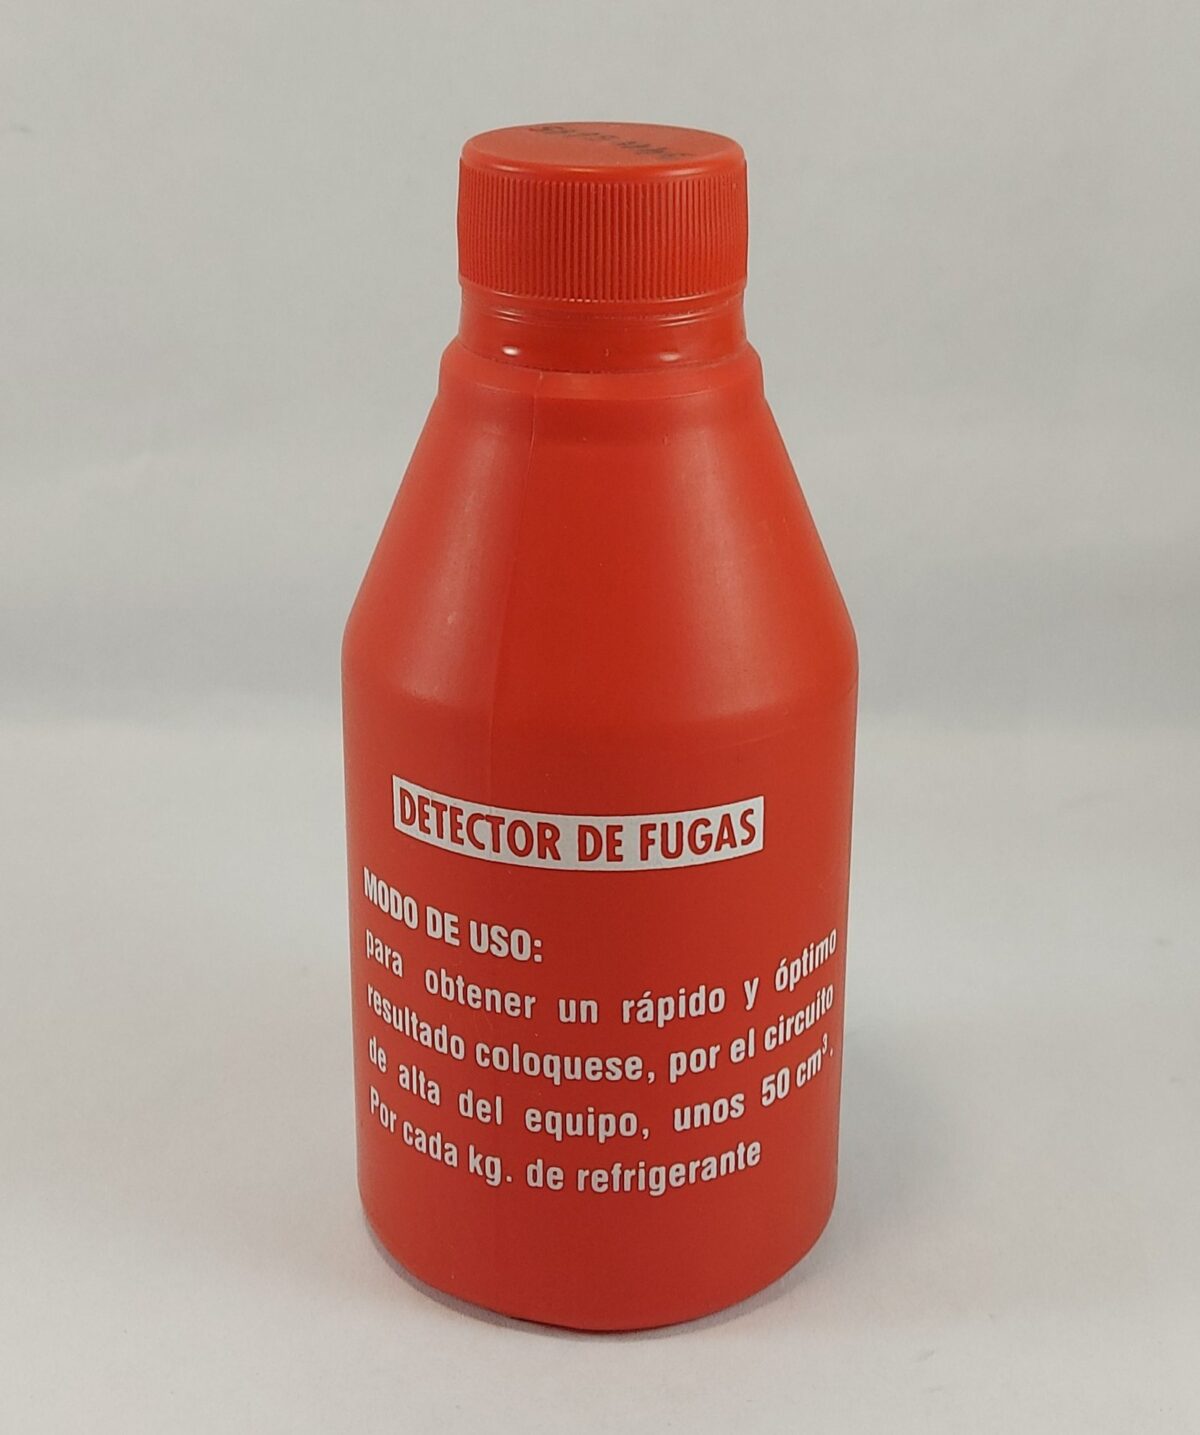 DETECTOR DE FUGAS
MODO DE USO:
para obtener un rápido y óptimo
resultado coloquese, por el circuito
de alta del equipo, unos 50 cm³.
Por cada kg. de refrigerante